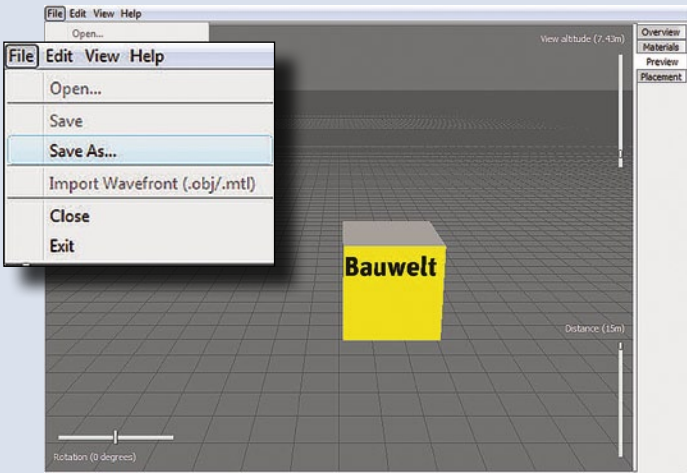 File Edit View Help
Open...
View altitude (7.43m)
Overview
Materials
Preview
Placement
File Edit View Help
Open...
Save
Save As...
Import Wavefront (.obj/.mtl)
Close
Exit
Bauwelt
Distance (15m)
Rotation (0 degrees)